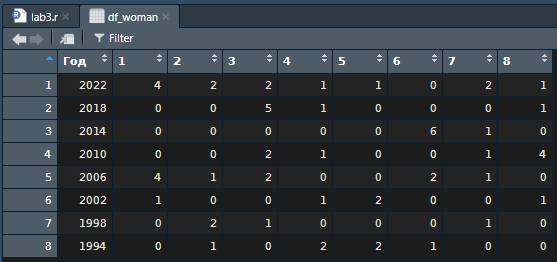 lab3.r × df_woman ×
Filter
Год 1 2 3 4 5 6 7 8
1 2022 4 2 2 1 1 0 2 1
2 2018 0 0 5 1 0 0 0 1
3 2014 0 0 0 0 0 6 1 0
4 2010 0 0 2 1 0 0 1 4
5 2006 4 1 2 0 0 2 1 0
6 2002 1 0 0 1 2 0 0 1
7 1998 0 2 1 0 0 0 1 0
8 1994 0 1 0 2 2 1 0 0